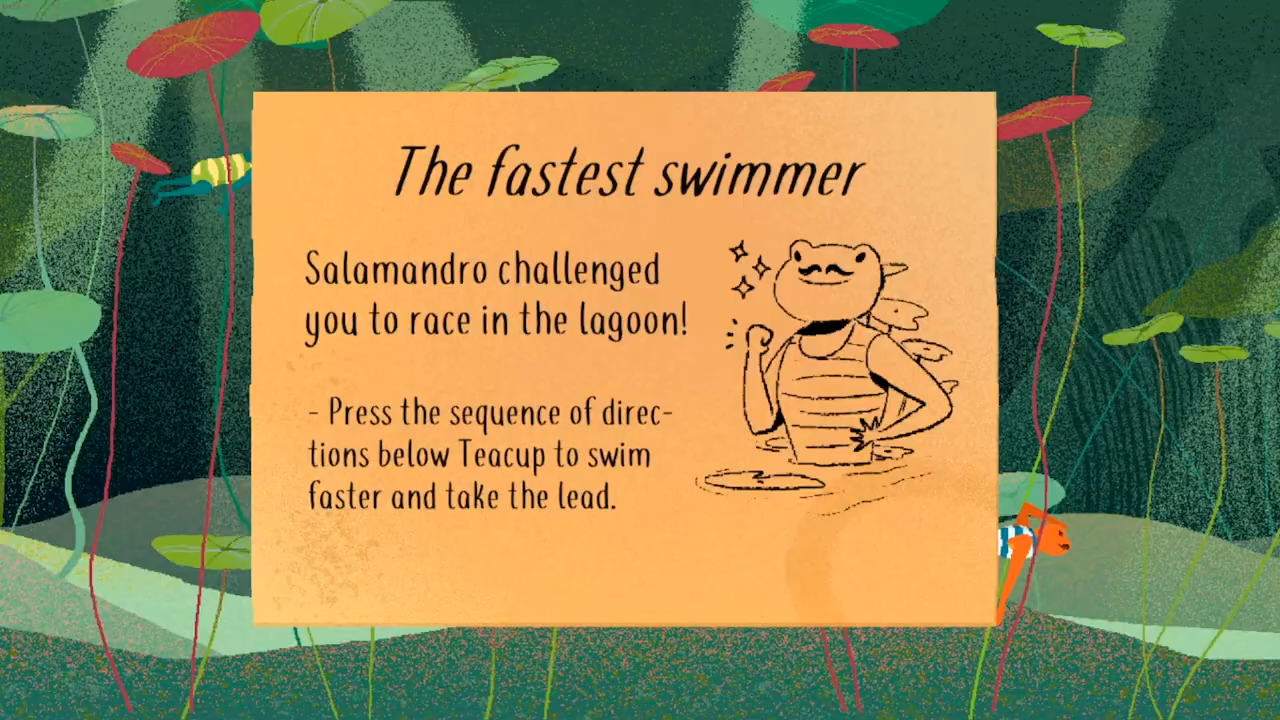 The fastest swimmer
Salamandro challenged
you to race in the lagoon!
- Press the sequence of direc-
tions below Teacup to swim
faster and take the lead.